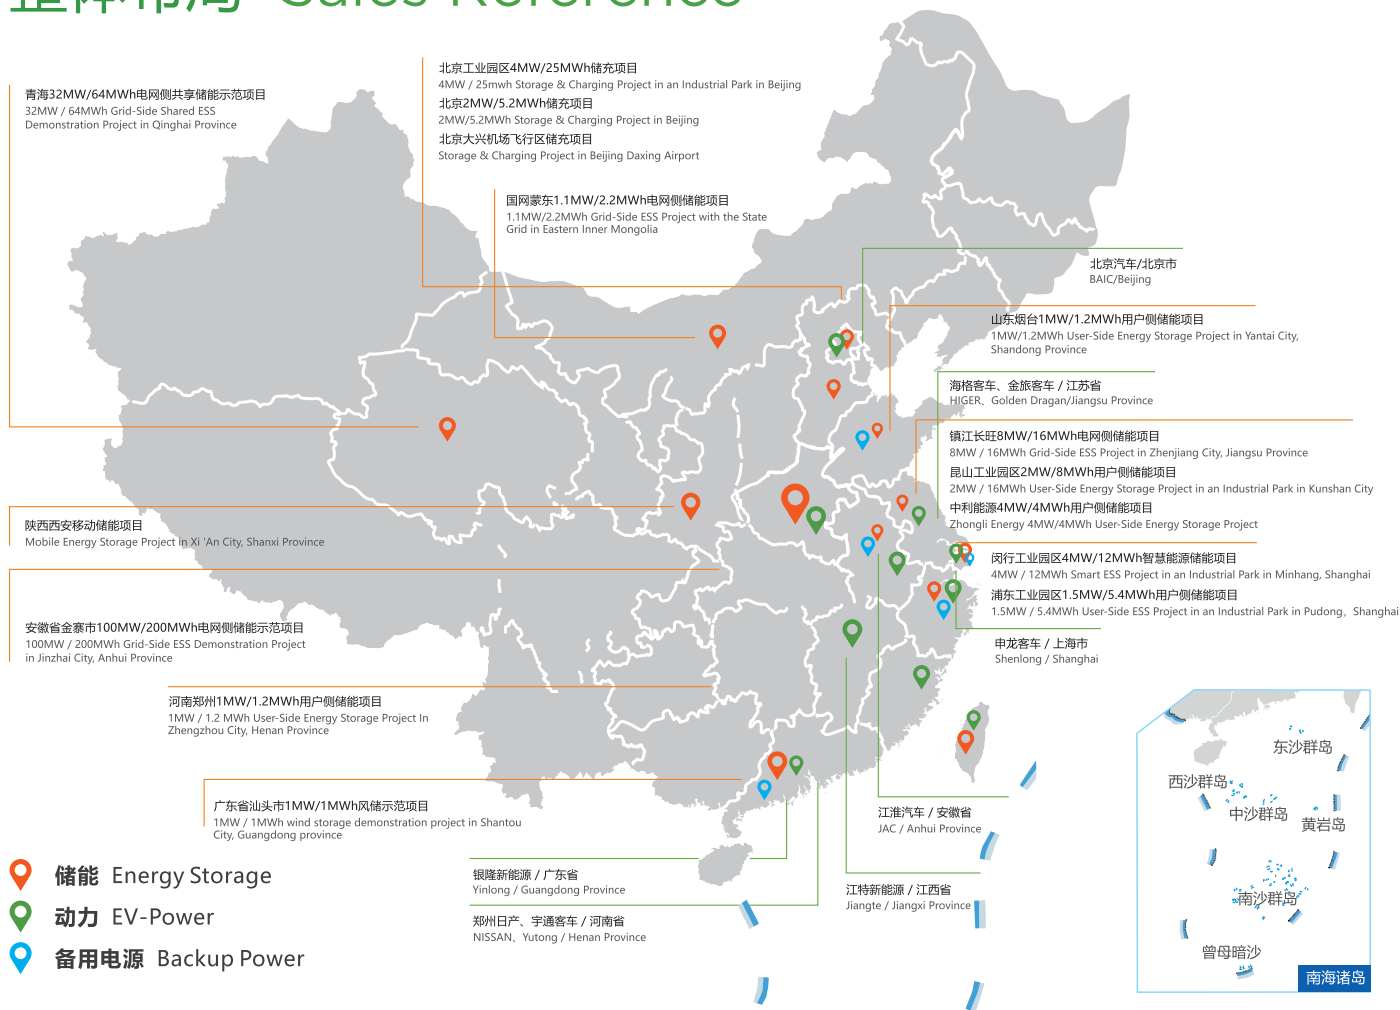 整体布局 Sales Reference
青海32MW/64MWh电网侧共享储能示范项目
32MW / 64MWh Grid-Side Shared ESS
Demonstration Project in Qinghai Province
北京工业园区4MW/25MWh储充项目
4MW / 25mwh Storage & Charging Project in an Industrial Park in Beijing
北京2MW/5.2MWh储充项目
2MW/5.2MWh Storage & Charging Project in Beijing
北京大兴机场飞行区储充项目
Storage & Charging Project in Beijing Daxing Airport
国网蒙东1.1MW/2.2MWh电网侧储能项目
1.1MW/2.2MWh Grid-Side ESS Project with the State
Grid in Eastern Inner Mongolia
北京汽车/北京市
BAIC/Beijing
山东烟台1MW/1.2MWh用户侧储能项目
1MW/1.2MWh User-Side Energy Storage Project in Yantai City,
Shandong Province
海格客车、金旅客车 / 江苏省
HIGER、Golden Dragan/Jiangsu Province
镇江长旺8MW/16MWh电网侧储能项目
8MW / 16MWh Grid-Side ESS Project in Zhenjiang City, Jiangsu Province
昆山工业园区2MW/8MWh用户侧储能项目
2MW / 16MWh User-Side Energy Storage Project in an Industrial Park in Kunshan City
中利能源4MW/4MWh用户侧储能项目
Zhongli Energy 4MW/4MWh User-Side Energy Storage Project
陕西西安移动储能项目
Mobile Energy Storage Project in Xi 'An City, Shanxi Province
闵行工业园区4MW/12MWh智慧能源储能项目
4MW / 12MWh Smart ESS Project in an Industrial Park in Minhang, Shanghai
浦东工业园区1.5MW/5.4MWh用户侧储能项目
1.5MW / 5.4MWh User-Side ESS Project in an Industrial Park in Pudong, Shanghai
安徽省金寨市100MW/200MWh电网侧储能示范项目
100MW / 200MWh Grid-Side ESS Demonstration Project
in Jinzhai City, Anhui Province
申龙客车 / 上海市
Shenlong / Shanghai
河南郑州1MW/1.2MWh用户侧储能项目
1MW / 1.2 MWh User-Side Energy Storage Project In
Zhengzhou City, Henan Province
广东省汕头市1MW/1MWh风储示范项目
1MW / 1MWh wind storage demonstration project in Shantou
City, Guangdong province
江淮汽车 / 安徽省
JAC / Anhui Province
银隆新能源 / 广东省
Yinlong / Guangdong Province
江特新能源 / 江西省
Jiangte / Jiangxi Province
郑州日产、宇通客车 / 河南省
NISSAN、Yutong / Henan Province
储能 Energy Storage
动力 EV-Power
备用电源 Backup Power
东沙群岛
西沙群岛
中沙群岛
黄岩岛
南沙群岛
曾母暗沙
南海诸岛